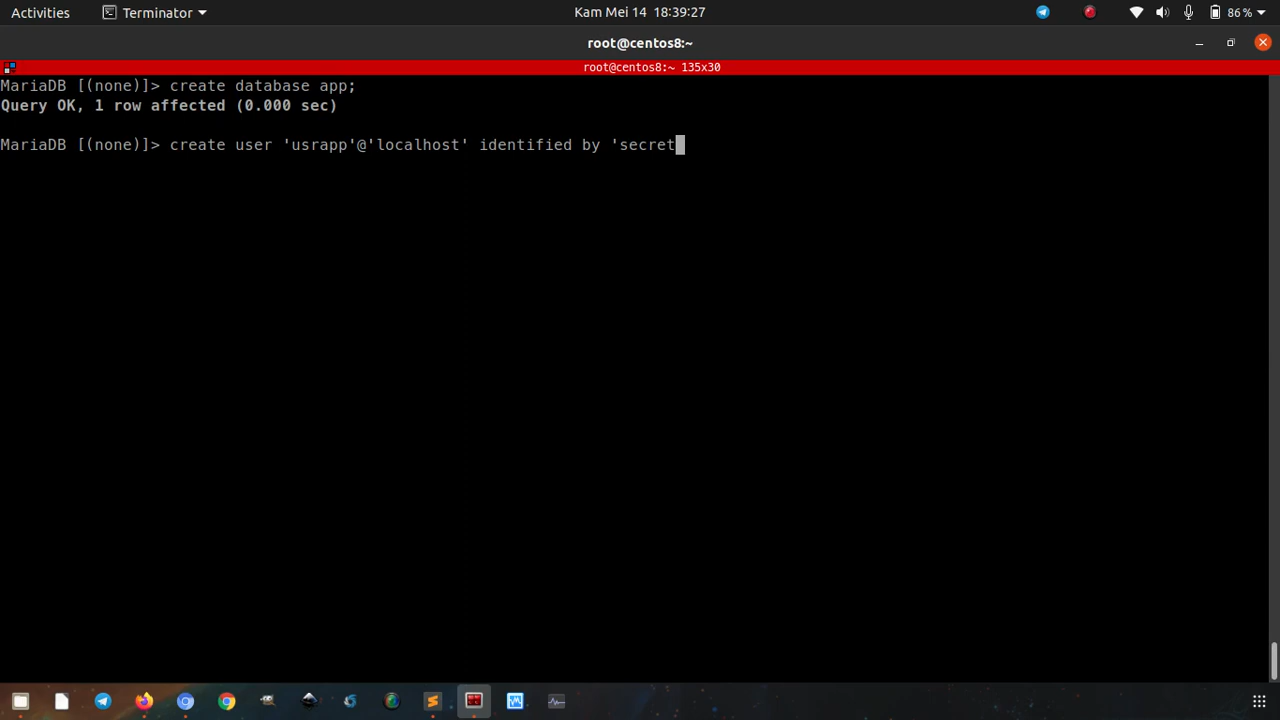 Activities
Terminator
Kam Mei 14 18:39:27
86%
root@centos8:~
root@centos8:~ 135x30
MariaDB [(none)]> create database app;
Query OK, 1 row affected (0.000 sec)
MariaDB [(none)]> create user 'usrapp'@'localhost' identified by 'secret